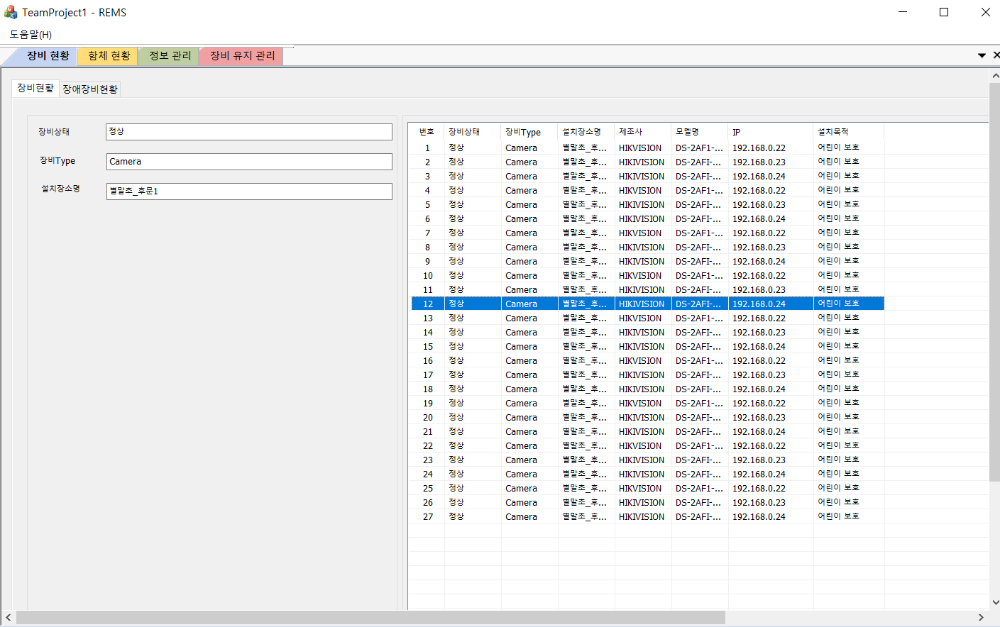 TeamProject1 - REMS
도움말(H)
장비 현황 함체 현황 정보 관리 장비 유지 관리
장비현황 장애장비현황
장비상태 정상
장비Type Camera
설치장소명 별말초_후문1
번호 장비상태 장비Type 설치장소명 제조사 모델명 IP 설치목적
1 정상 Camera 별말초_후... HIKVISION DS-2AF1-... 192.168.0.22 어린이 보호
2 정상 Camera 별말초_후... HIKIVISION DS-2AFI-... 192.168.0.23 어린이 보호
3 정상 Camera 별말초_후... HIKIVISION DS-2AFI-... 192.168.0.24 어린이 보호
4 정상 Camera 별말초_후... HIKVISION DS-2AF1-... 192.168.0.22 어린이 보호
5 정상 Camera 별말초_후... HIKIVISION DS-2AFI-... 192.168.0.23 어린이 보호
6 정상 Camera 별말초_후... HIKIVISION DS-2AFI-... 192.168.0.24 어린이 보호
7 정상 Camera 별말초_후... HIKVISION DS-2AF1-... 192.168.0.22 어린이 보호
8 정상 Camera 별말초_후... HIKIVISION DS-2AFI-... 192.168.0.23 어린이 보호
9 정상 Camera 별말초_후... HIKIVISION DS-2AFI-... 192.168.0.24 어린이 보호
10 정상 Camera 별말초_후... HIKVISION DS-2AF1-... 192.168.0.22 어린이 보호
11 정상 Camera 별말초_후... HIKIVISION DS-2AFI-... 192.168.0.23 어린이 보호
12 정상 Camera 별말초_후... HIKIVISION DS-2AFI-... 192.168.0.24 어린이 보호
13 정상 Camera 별말초_후... HIKVISION DS-2AF1-... 192.168.0.22 어린이 보호
14 정상 Camera 별말초_후... HIKIVISION DS-2AFI-... 192.168.0.23 어린이 보호
15 정상 Camera 별말초_후... HIKIVISION DS-2AFI-... 192.168.0.24 어린이 보호
16 정상 Camera 별말초_후... HIKVISION DS-2AF1-... 192.168.0.22 어린이 보호
17 정상 Camera 별말초_후... HIKIVISION DS-2AFI-... 192.168.0.23 어린이 보호
18 정상 Camera 별말초_후... HIKIVISION DS-2AFI-... 192.168.0.24 어린이 보호
19 정상 Camera 별말초_후... HIKVISION DS-2AF1-... 192.168.0.22 어린이 보호
20 정상 Camera 별말초_후... HIKIVISION DS-2AFI-... 192.168.0.23 어린이 보호
21 정상 Camera 별말초_후... HIKIVISION DS-2AFI-... 192.168.0.24 어린이 보호
22 정상 Camera 별말초_후... HIKVISION DS-2AF1-... 192.168.0.22 어린이 보호
23 정상 Camera 별말초_후... HIKIVISION DS-2AFI-... 192.168.0.23 어린이 보호
24 정상 Camera 별말초_후... HIKIVISION DS-2AFI-... 192.168.0.24 어린이 보호
25 정상 Camera 별말초_후... HIKVISION DS-2AF1-... 192.168.0.22 어린이 보호
26 정상 Camera 별말초_후... HIKIVISION DS-2AFI-... 192.168.0.23 어린이 보호
27 정상 Camera 별말초_후... HIKIVISION DS-2AFI-... 192.168.0.24 어린이 보호